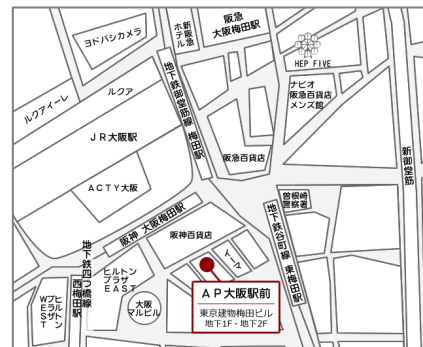 ヨドバシカメラ
新阪急ホテル
阪急
大阪梅田駅
HEP FIVE
ルクアイーレ
ルクア
地下鉄御堂筋線 梅田駅
ナビオ
阪急百貨店
メンズ館
JR大阪駅
阪急百貨店
新御堂筋
ACTY大阪
曽根崎
警察署
阪神 大阪梅田駅
地下鉄谷町線 東梅田駅
阪神百貨店
イーマ
地下鉄四つ橋線
西梅田駅
ヒルトン
プラザ
EAST
ヒルトン
プラザ
WEST
大阪
マルビル
AP大阪駅前
東京建物梅田ビル
地下1F・地下2F